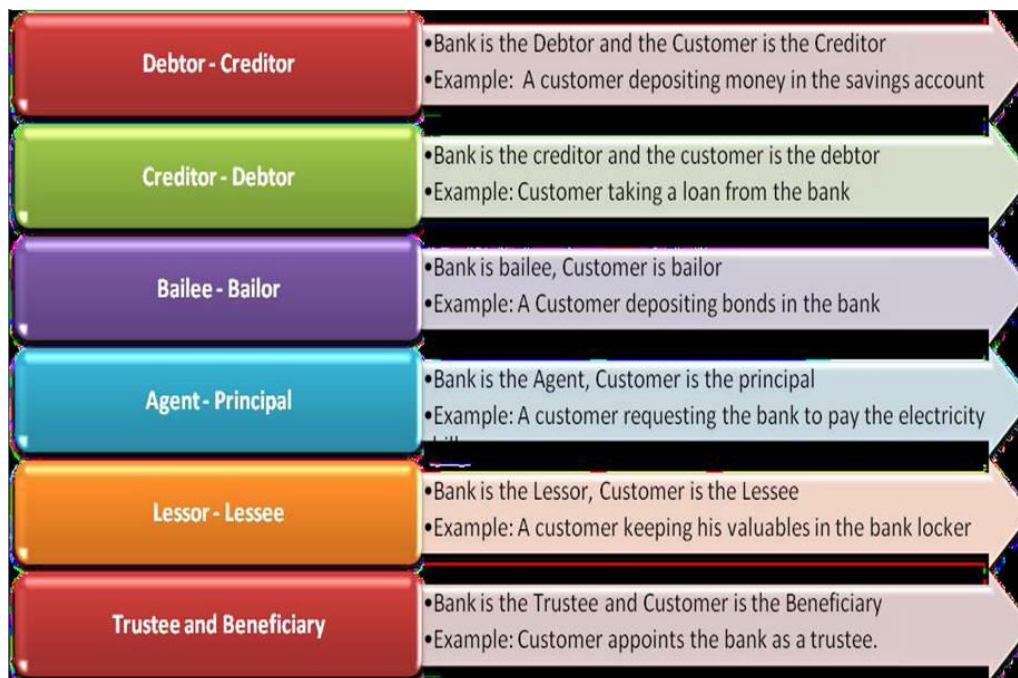 Debtor - Creditor
•Bank is the Debtor and the Customer is the Creditor
•Example: A customer depositing money in the savings account
Creditor - Debtor
•Bank is the creditor and the customer is the debtor
•Example: Customer taking a loan from the bank
Bailee - Bailor
•Bank is bailee, Customer is bailor
•Example: A Customer depositing bonds in the bank
Agent - Principal
•Bank is the Agent, Customer is the principal
•Example: A customer requesting the bank to pay the electricity
Lessor - Lessee
•Bank is the Lessor, Customer is the Lessee
•Example: A customer keeping his valuables in the bank locker
Trustee and Beneficiary
•Bank is the Trustee and Customer is the Beneficiary
•Example: Customer appoints the bank as a trustee.